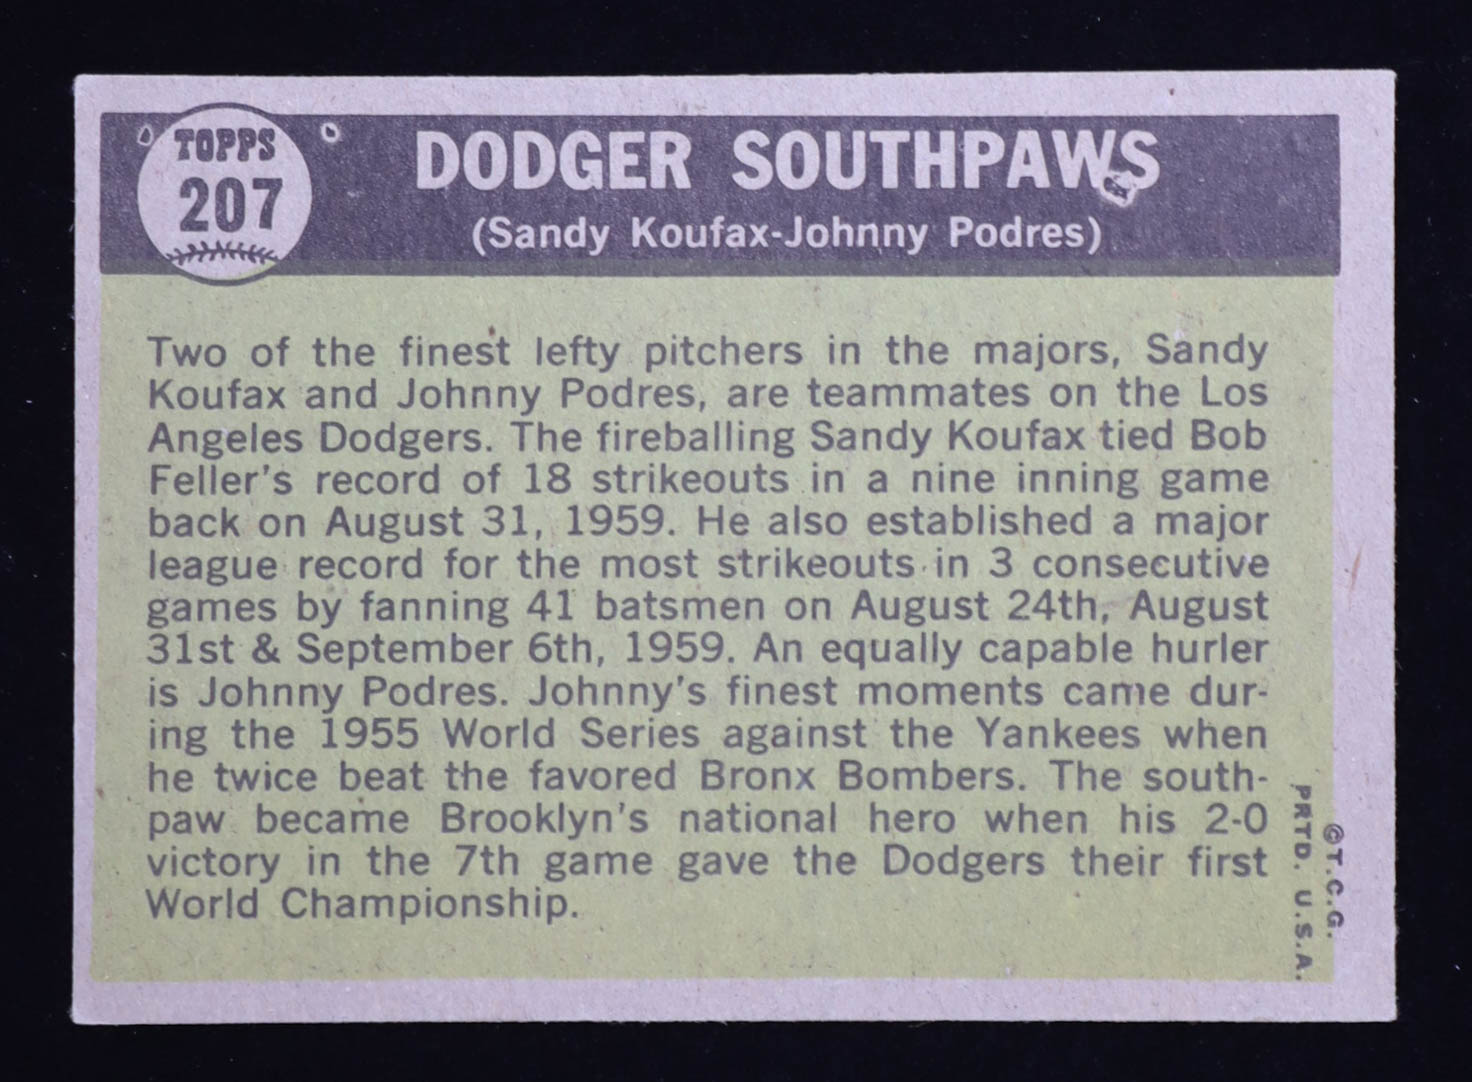 TOPPS
207
DODGER SOUTHPAWS
(Sandy Koufax-Johnny Podres)
Two of the finest lefty pitchers in the majors, Sandy
Koufax and Johnny Podres, are teammates on the Los
Angeles Dodgers. The fireballing Sandy Koufax tied Bob
Feller's record of 18 strikeouts in a nine inning game
back on August 31, 1959. He also established a major
league record for the most strikeouts in 3 consecutive
games by fanning 41 batsmen on August 24th, August
31st & September 6th, 1959. An equally capable hurler
is Johnny Podres. Johnny's finest moments came dur-
ing the 1955 World Series against the Yankees when
he twice beat the favored Bronx Bombers. The south-
paw became Brooklyn's national hero when his 2-0
victory in the 7th game gave the Dodgers their first
World Championship.
©T.C.G.
PRTD. U.S.A.